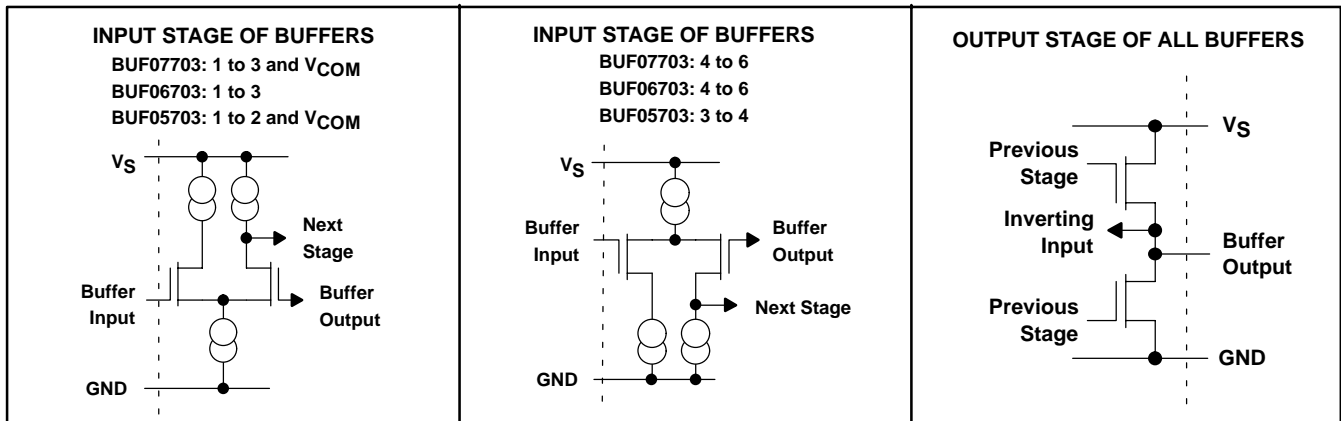 INPUT STAGE OF BUFFERS
BUF07703: 1 to 3 and VCOM
BUF06703: 1 to 3
BUF05703: 1 to 2 and VCOM
VS
Next
Stage
Buffer
Input
Buffer
Output
GND
INPUT STAGE OF BUFFERS
BUF07703: 4 to 6
BUF06703: 4 to 6
BUF05703: 3 to 4
VS
Buffer
Input
Buffer
Output
Next Stage
GND
OUTPUT STAGE OF ALL BUFFERS
VS
Previous
Stage
Inverting
Input
Buffer
Output
Previous
Stage
GND